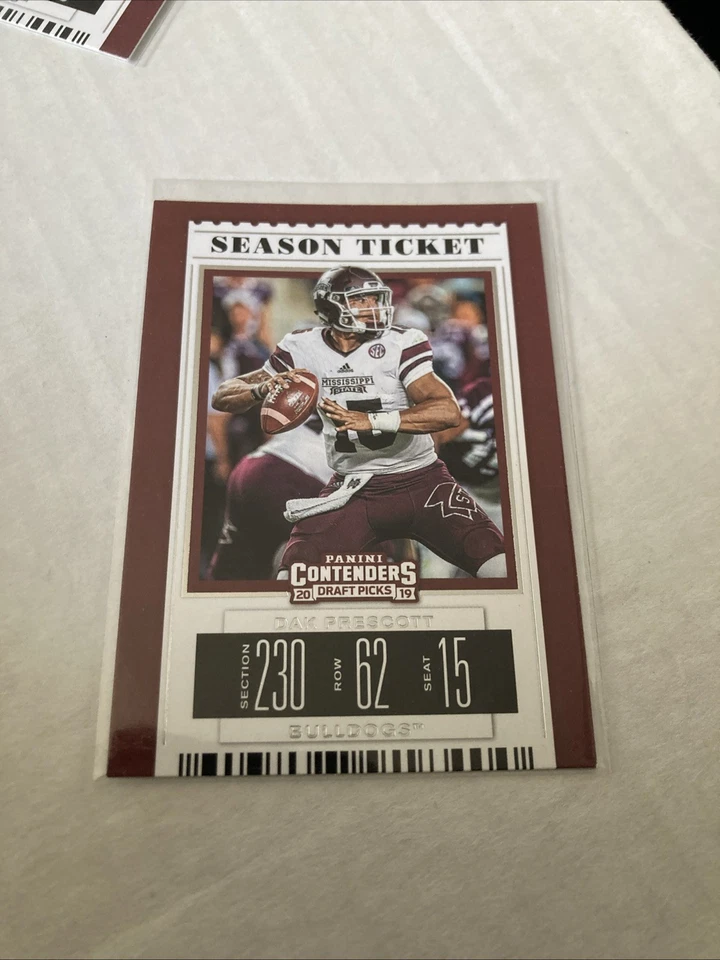 SEASON TICKET
SEC
adidas
MISSISSIPPI
STATE
15
PANINI
CONTENDERS
20 DRAFT PICKS 19
DAK PRESCOTT
SECTION 230 ROW 62 SEAT 15
BULLDOGS™